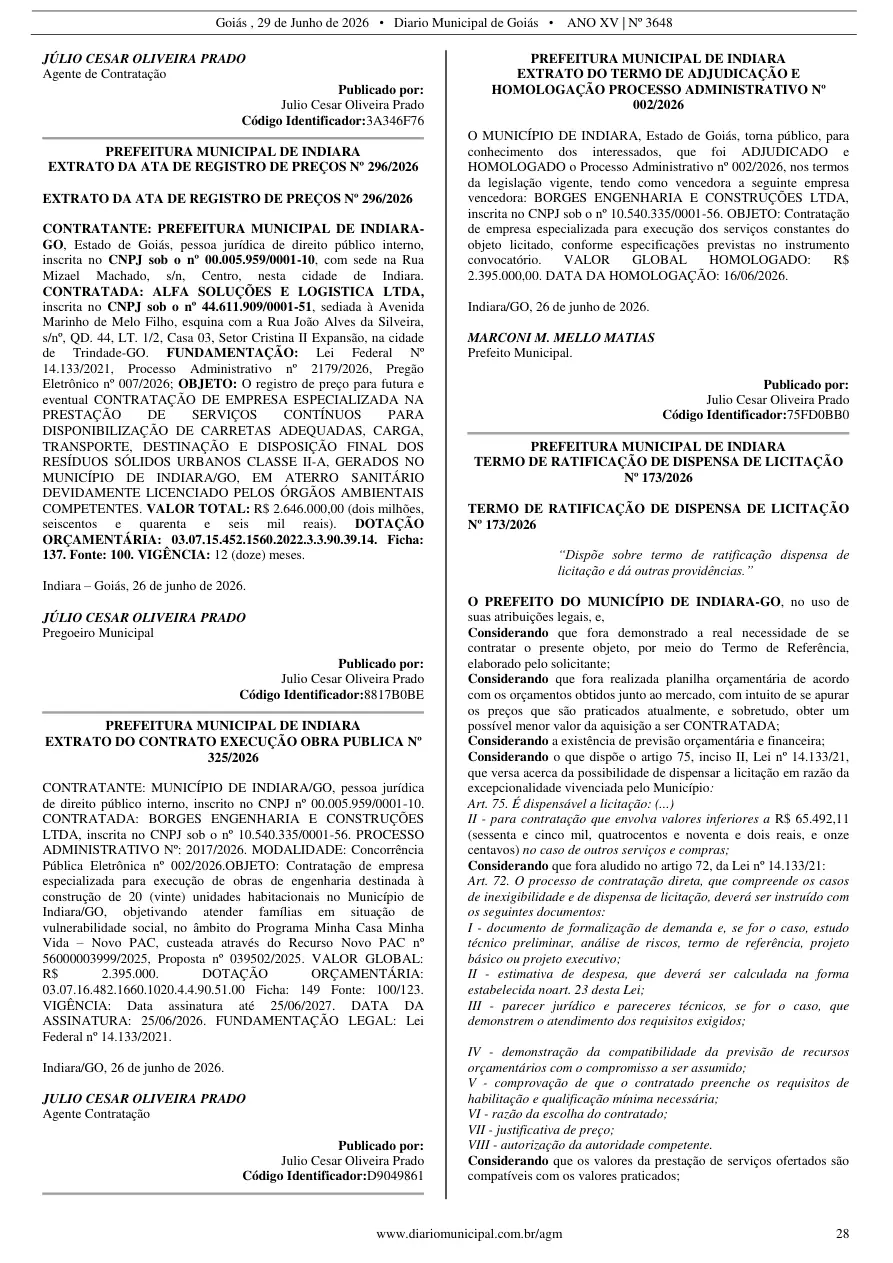 Goiás , 29 de Junho de 2026 • Diario Municipal de Goiás • ANO XV | Nº 3648
JÚLIO CESAR OLIVEIRA PRADO
Agente de Contratação
Publicado por:
Julio Cesar Oliveira Prado
Código Identificador:3A346F76
PREFEITURA MUNICIPAL DE INDIARA
EXTRATO DA ATA DE REGISTRO DE PREÇOS Nº 296/2026
EXTRATO DA ATA DE REGISTRO DE PREÇOS Nº 296/2026
CONTRATANTE: PREFEITURA MUNICIPAL DE INDIARA-
GO, Estado de Goiás, pessoa jurídica de direito público interno,
inscrita no CNPJ sob o nº 00.005.959/0001-10, com sede na Rua
Mizael Machado, s/n, Centro, nesta cidade de Indiara.
CONTRATADA: ALFA SOLUÇÕES E LOGISTICA LTDA,
inscrita no CNPJ sob o nº 44.611.909/0001-51, sediada à Avenida
Marinho de Melo Filho, esquina com a Rua João Alves da Silveira,
s/nº, QD. 44, LT. 1/2, Casa 03, Setor Cristina II Expansão, na cidade
de Trindade-GO. FUNDAMENTAÇÃO: Lei Federal Nº
14.133/2021, Processo Administrativo nº 2179/2026, Pregão
Eletrônico nº 007/2026; OBJETO: O registro de preço para futura e
eventual CONTRATAÇÃO DE EMPRESA ESPECIALIZADA NA
PRESTAÇÃO DE SERVIÇOS CONTÍNUOS PARA
DISPONIBILIZAÇÃO DE CARRETAS ADEQUADAS, CARGA,
TRANSPORTE, DESTINAÇÃO E DISPOSIÇÃO FINAL DOS
RESÍDUOS SÓLIDOS URBANOS CLASSE II-A, GERADOS NO
MUNICÍPIO DE INDIARA/GO, EM ATERRO SANITÁRIO
DEVIDAMENTE LICENCIADO PELOS ÓRGÃOS AMBIENTAIS
COMPETENTES. VALOR TOTAL: R$ 2.646.000,00 (dois milhões,
seiscentos e quarenta e seis mil reais). DOTAÇÃO
ORÇAMENTÁRIA: 03.07.15.452.1560.2022.3.3.90.39.14. Ficha:
137. Fonte: 100. VIGÊNCIA: 12 (doze) meses.
Indiara – Goiás, 26 de junho de 2026.
JÚLIO CESAR OLIVEIRA PRADO
Pregoeiro Municipal
Publicado por:
Julio Cesar Oliveira Prado
Código Identificador:8817B0BE
PREFEITURA MUNICIPAL DE INDIARA
EXTRATO DO CONTRATO EXECUÇÃO OBRA PUBLICA Nº
325/2026
CONTRATANTE: MUNICÍPIO DE INDIARA/GO, pessoa jurídica
de direito público interno, inscrito no CNPJ nº 00.005.959/0001-10.
CONTRATADA: BORGES ENGENHARIA E CONSTRUÇÕES
LTDA, inscrita no CNPJ sob o nº 10.540.335/0001-56. PROCESSO
ADMINISTRATIVO Nº: 2017/2026. MODALIDADE: Concorrência
Pública Eletrônica nº 002/2026.OBJETO: Contratação de empresa
especializada para execução de obras de engenharia destinada à
construção de 20 (vinte) unidades habitacionais no Município de
Indiara/GO, objetivando atender famílias em situação de
vulnerabilidade social, no âmbito do Programa Minha Casa Minha
Vida – Novo PAC, custeada através do Recurso Novo PAC nº
56000003999/2025, Proposta nº 039502/2025. VALOR GLOBAL:
R$ 2.395.000. DOTAÇÃO ORÇAMENTÁRIA:
03.07.16.482.1660.1020.4.4.90.51.00 Ficha: 149 Fonte: 100/123.
VIGÊNCIA: Data assinatura até 25/06/2027. DATA DA
ASSINATURA: 25/06/2026. FUNDAMENTAÇÃO LEGAL: Lei
Federal nº 14.133/2021.
Indiara/GO, 26 de junho de 2026.
JULIO CESAR OLIVEIRA PRADO
Agente Contratação
Publicado por:
Julio Cesar Oliveira Prado
Código Identificador:D9049861
PREFEITURA MUNICIPAL DE INDIARA
EXTRATO DO TERMO DE ADJUDICAÇÃO E
HOMOLOGAÇÃO PROCESSO ADMINISTRATIVO Nº
002/2026
O MUNICÍPIO DE INDIARA, Estado de Goiás, torna público, para
conhecimento dos interessados, que foi ADJUDICADO e
HOMOLOGADO o Processo Administrativo nº 002/2026, nos termos
da legislação vigente, tendo como vencedora a seguinte empresa
vencedora: BORGES ENGENHARIA E CONSTRUÇÕES LTDA,
inscrita no CNPJ sob o nº 10.540.335/0001-56. OBJETO: Contratação
de empresa especializada para execução dos serviços constantes do
objeto licitado, conforme especificações previstas no instrumento
convocatório. VALOR GLOBAL HOMOLOGADO: R$
2.395.000,00. DATA DA HOMOLOGAÇÃO: 16/06/2026.
Indiara/GO, 26 de junho de 2026.
MARCONI M. MELLO MATIAS
Prefeito Municipal.
Publicado por:
Julio Cesar Oliveira Prado
Código Identificador:75FD0BB0
PREFEITURA MUNICIPAL DE INDIARA
TERMO DE RATIFICAÇÃO DE DISPENSA DE LICITAÇÃO
Nº 173/2026
TERMO DE RATIFICAÇÃO DE DISPENSA DE LICITAÇÃO
Nº 173/2026
“Dispõe sobre termo de ratificação dispensa de
licitação e dá outras providências.”
O PREFEITO DO MUNICÍPIO DE INDIARA-GO, no uso de
suas atribuições legais, e,
Considerando que fora demonstrado a real necessidade de se
contratar o presente objeto, por meio do Termo de Referência,
elaborado pelo solicitante;
Considerando que fora realizada planilha orçamentária de acordo
com os orçamentos obtidos junto ao mercado, com intuito de se apurar
os preços que são praticados atualmente, e sobretudo, obter um
possível menor valor da aquisição a ser CONTRATADA;
Considerando a existência de previsão orçamentária e financeira;
Considerando o que dispõe o artigo 75, inciso II, Lei nº 14.133/21,
que versa acerca da possibilidade de dispensar a licitação em razão da
excepcionalidade vivenciada pelo Município:
Art. 75. É dispensável a licitação: (...)
II - para contratação que envolva valores inferiores a R$ 65.492,11
(sessenta e cinco mil, quatrocentos e noventa e dois reais, e onze
centavos) no caso de outros serviços e compras;
Considerando que fora aludido no artigo 72, da Lei nº 14.133/21:
Art. 72. O processo de contratação direta, que compreende os casos
de inexigibilidade e de dispensa de licitação, deverá ser instruído com
os seguintes documentos:
I - documento de formalização de demanda e, se for o caso, estudo
técnico preliminar, análise de riscos, termo de referência, projeto
básico ou projeto executivo;
II - estimativa de despesa, que deverá ser calculada na forma
estabelecida noart. 23 desta Lei;
III - parecer jurídico e pareceres técnicos, se for o caso, que
demonstrem o atendimento dos requisitos exigidos;
IV - demonstração da compatibilidade da previsão de recursos
orçamentários com o compromisso a ser assumido;
V - comprovação de que o contratado preenche os requisitos de
habilitação e qualificação mínima necessária;
VI - razão da escolha do contratado;
VII - justificativa de preço;
VIII - autorização da autoridade competente.
Considerando que os valores da prestação de serviços ofertados são
compatíveis com os valores praticados;
www.diariomunicipal.com.br/agm
28